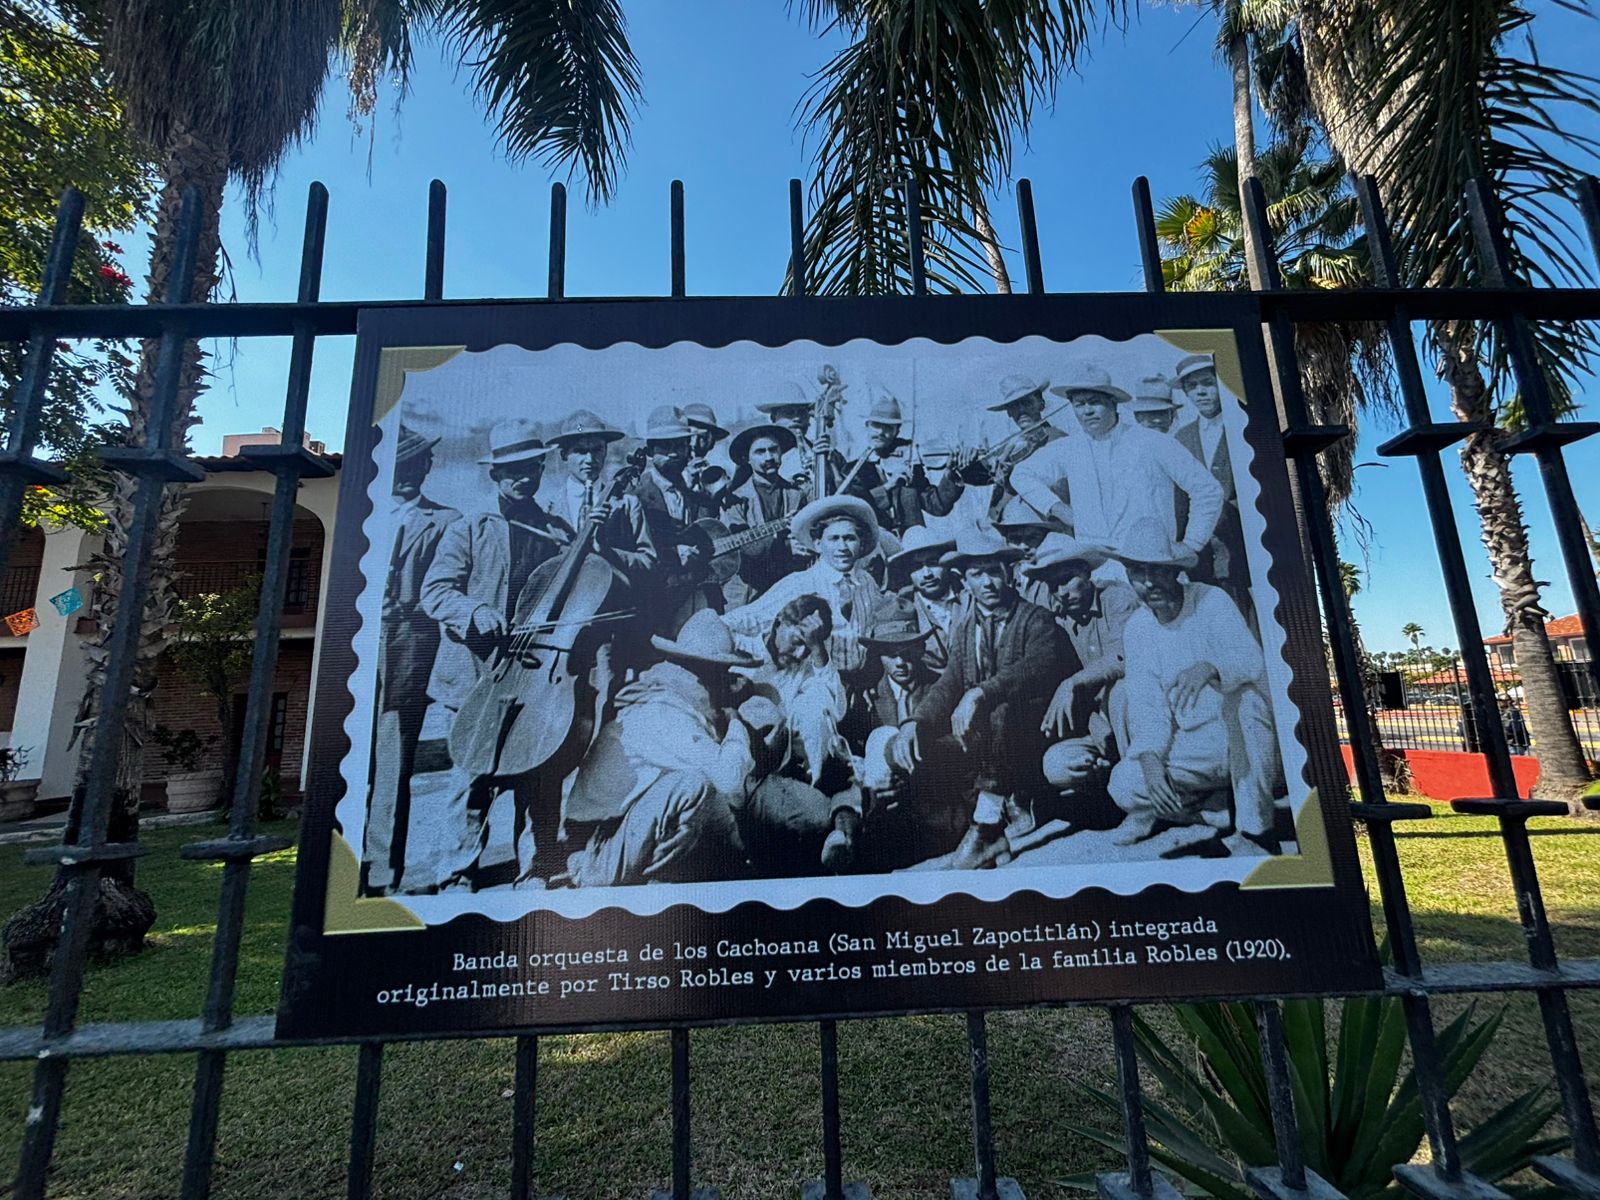 Banda orquesta de los Cachoana (San Miguel Zapotitlán) integrada
originalmente por Tirso Robles y varios miembros de la familia Robles (1920).